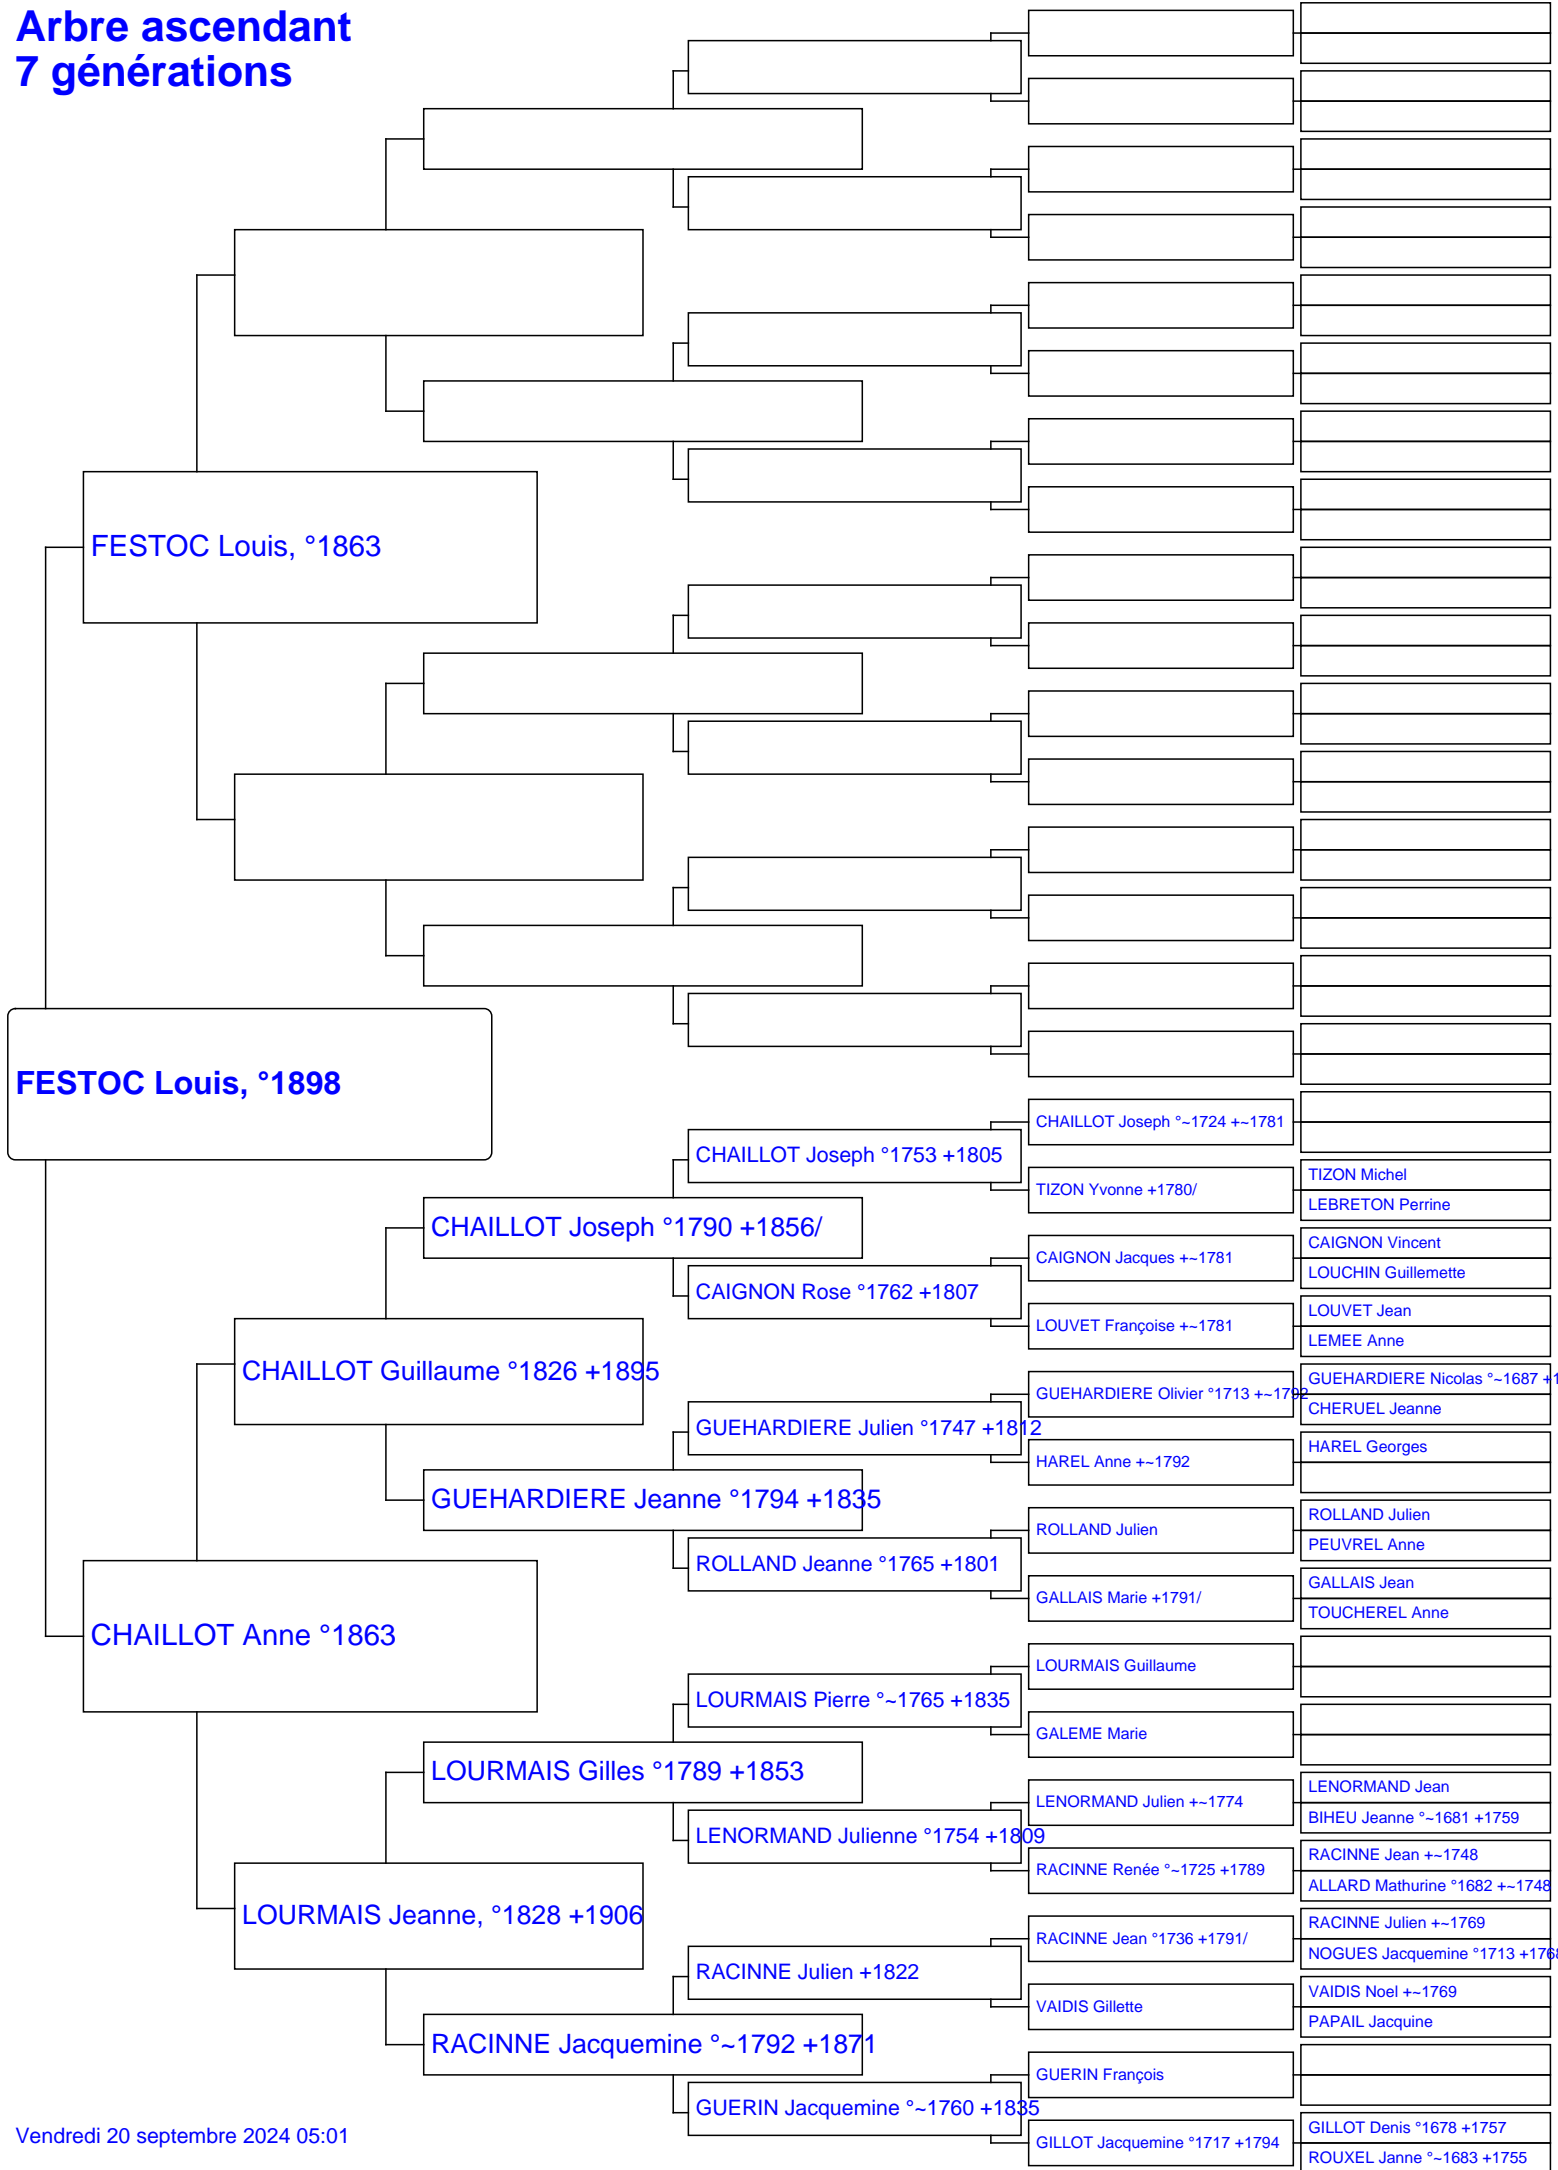 Arbre ascendant
7 générations
FESTOC Louis, °1863
FESTOC Louis, °1898
CHAILLOT Joseph °~1724 +~1781
CHAILLOT Joseph °1753 +1805
TIZON Michel
TIZON Yvonne +1780/
LEBRETON Perrine
CHAILLOT Joseph °1790 +1856/
CAIGNON Vincent
CAIGNON Jacques +~1781
LOUCHIN Guillemette
CAIGNON Rose °1762 +1807
LOUVET Jean
LOUVET Françoise +~1781
LEMEE Anne
CHAILLOT Guillaume °1826 +1895
GUEHARDIERE Nicolas °~1687 +1
GUEHARDIERE Olivier °1713 +~1792
CHERUEL Jeanne
GUEHARDIERE Julien °1747 +1812
HAREL Georges
HAREL Anne +~1792
GUEHARDIERE Jeanne °1794 +1835
ROLLAND Julien
ROLLAND Julien
PEUVREL Anne
ROLLAND Jeanne °1765 +1801
GALLAIS Jean
GALLAIS Marie +1791/
TOUCHEREL Anne
CHAILLOT Anne °1863
LOURMAIS Guillaume
LOURMAIS Pierre °~1765 +1835
GALEME Marie
LOURMAIS Gilles °1789 +1853
LENORMAND Jean
LENORMAND Julien +~1774
BIHEU Jeanne °~1681 +1759
LENORMAND Julienne °1754 +1809
RACINNE Jean +~1748
RACINNE Renée °~1725 +1789
ALLARD Mathurine °1682 +~1748
LOURMAIS Jeanne, °1828 +1906
RACINNE Julien +~1769
RACINNE Jean °1736 +1791/
NOGUES Jacquemine °1713 +1768
RACINNE Julien +1822
VAIDIS Noel +~1769
VAIDIS Gillette
PAPAIL Jacquine
RACINNE Jacquemine °~1792 +1871
GUERIN François
GUERIN Jacquemine °~1760 +1835
GILLOT Denis °1678 +1757
GILLOT Jacquemine °1717 +1794
ROUXEL Janne °~1683 +1755
Vendredi 20 septembre 2024 05:01